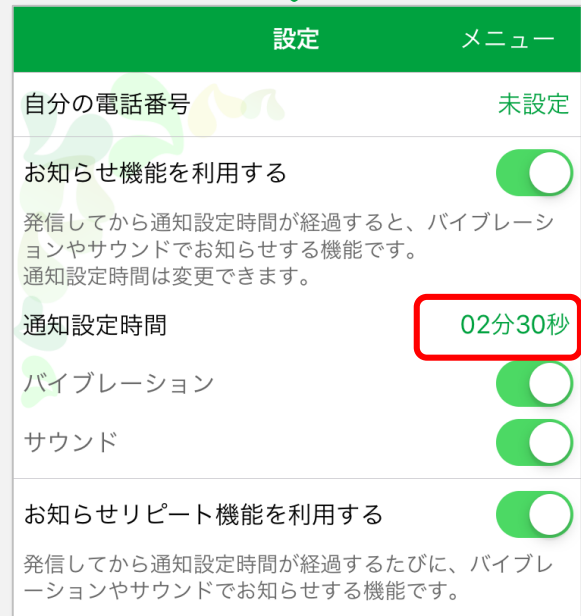 設定 メニュー
自分の電話番号 未設定
お知らせ機能を利用する
発信してから通知設定時間が経過すると、バイブレーシ
ョンやサウンドでお知らせする機能です。
通知設定時間は変更できます。
通知設定時間 02分30秒
バイブレーション
サウンド
お知らせリピート機能を利用する
発信してから通知設定時間が経過するたびに、バイブレ
ーションやサウンドでお知らせする機能です。